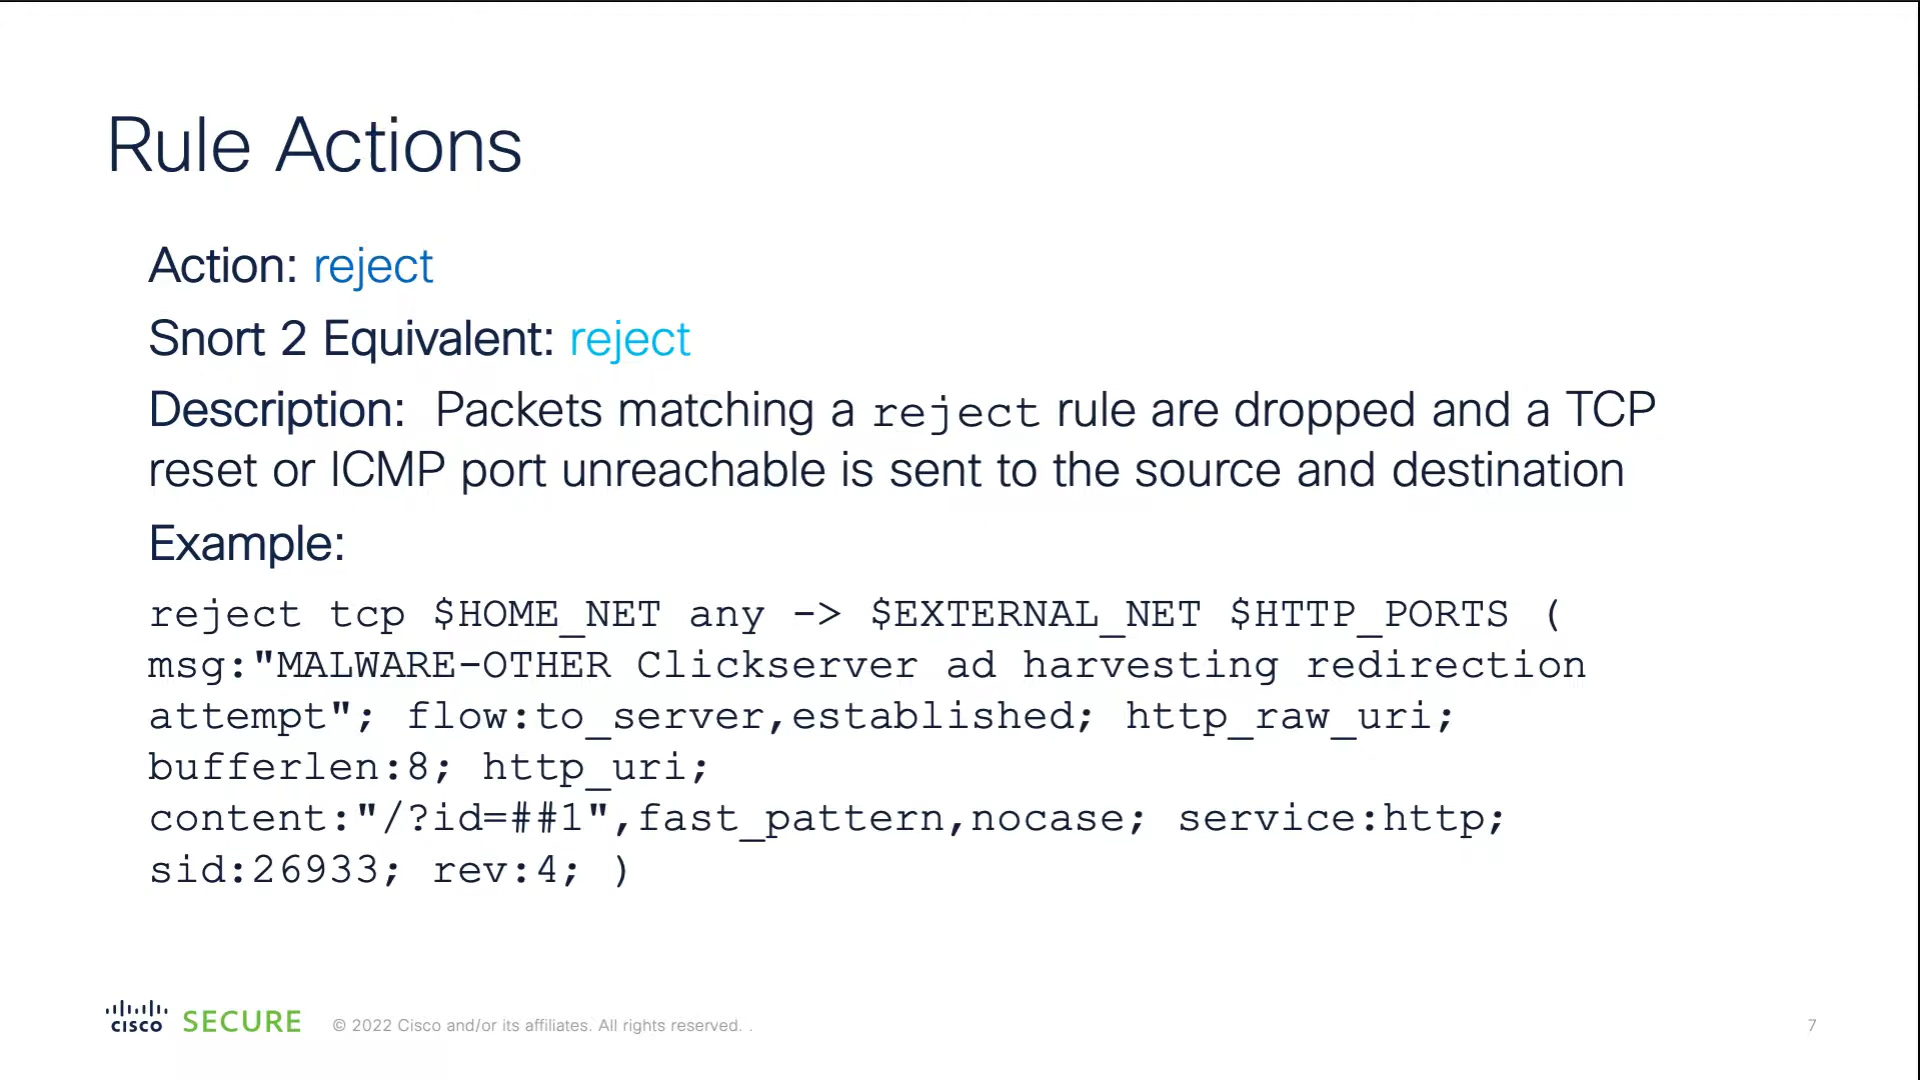 Rule Actions
Action: reject
Snort 2 Equivalent: reject
Description: Packets matching a reject rule are dropped and a TCP
reset or ICMP port unreachable is sent to the source and destination
Example:
reject tcp $HOME_NET any -> $EXTERNAL_NET $HTTP_PORTS (
msg:"MALWARE-OTHER Clickserver ad harvesting redirection
attempt"; flow:to_server,established; http_raw_uri;
bufferlen:8; http_uri;
content:"/?id=##1",fast_pattern,nocase; service:http;
sid:26933; rev:4; )
CISCO SECURE © 2022 Cisco and/or its affiliates. All rights reserved. . 7